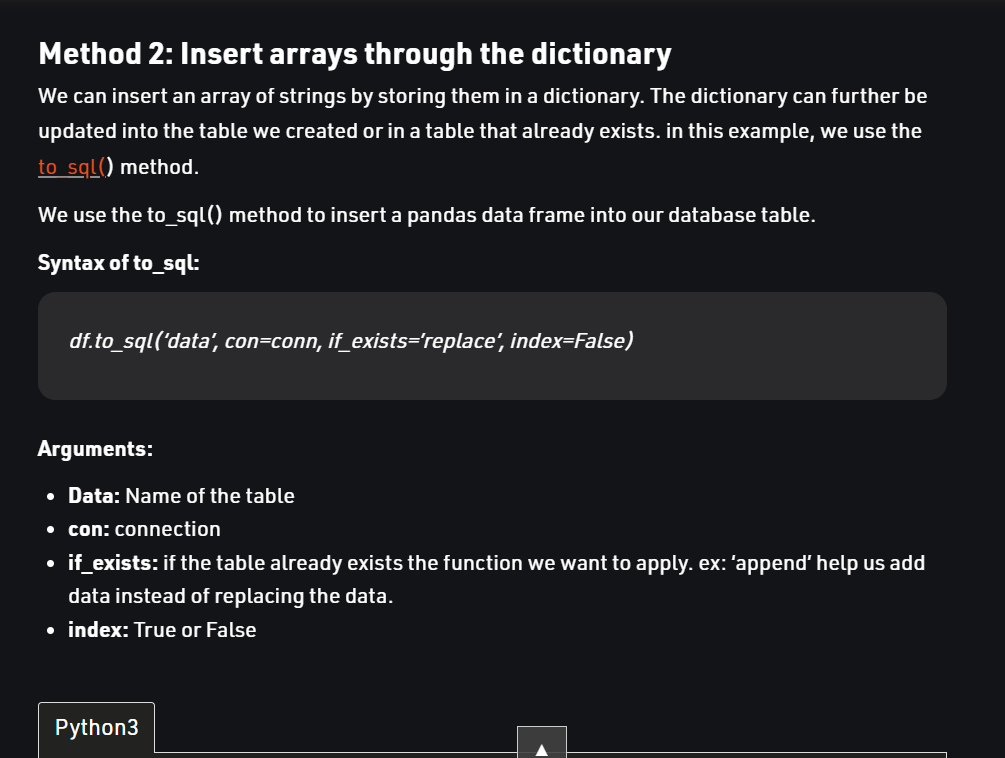 Method 2: Insert arrays through the dictionary
We can insert an array of strings by storing them in a dictionary. The dictionary can further be
updated into the table we created or in a table that already exists. in this example, we use the
to_sql() method.
We use the to_sql() method to insert a pandas data frame into our database table.
Syntax of to_sql:
df.to_sql(‘data’, con=conn, if_exists=’replace’, index=False)
Arguments:
• Data: Name of the table
• con: connection
• if_exists: if the table already exists the function we want to apply. ex: ‘append’ help us add
data instead of replacing the data.
• index: True or False
Python3
▲